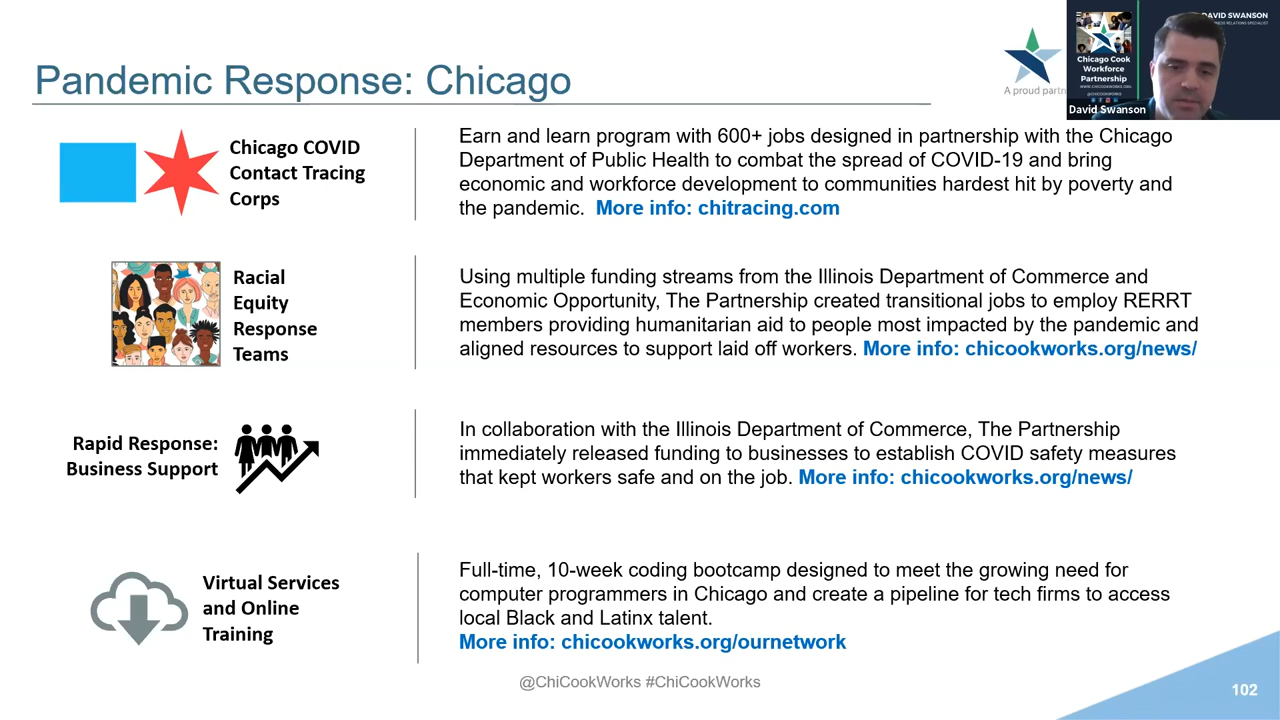 Pandemic Response: Chicago
A proud partn
DAVID SWANSON
Chicago Cook
Workforce
Partnership
WWW.CHICOOKWORKS.ORG
@CHICOOKWORKS
David Swanson
Chicago COVID
Contact Tracing
Corps
Earn and learn program with 600+ jobs designed in partnership with the Chicago
Department of Public Health to combat the spread of COVID-19 and bring
economic and workforce development to communities hardest hit by poverty and
the pandemic. More info: chitracing.com
Racial
Equity
Response
Teams
Using multiple funding streams from the Illinois Department of Commerce and
Economic Opportunity, The Partnership created transitional jobs to employ RERRT
members providing humanitarian aid to people most impacted by the pandemic and
aligned resources to support laid off workers. More info: chicookworks.org/news/
Rapid Response:
Business Support
In collaboration with the Illinois Department of Commerce, The Partnership
immediately released funding to businesses to establish COVID safety measures
that kept workers safe and on the job. More info: chicookworks.org/news/
Virtual Services
and Online
Training
Full-time, 10-week coding bootcamp designed to meet the growing need for
computer programmers in Chicago and create a pipeline for tech firms to access
local Black and Latinx talent.
More info: chicookworks.org/ournetwork
@ChiCookWorks #ChiCookWorks
102